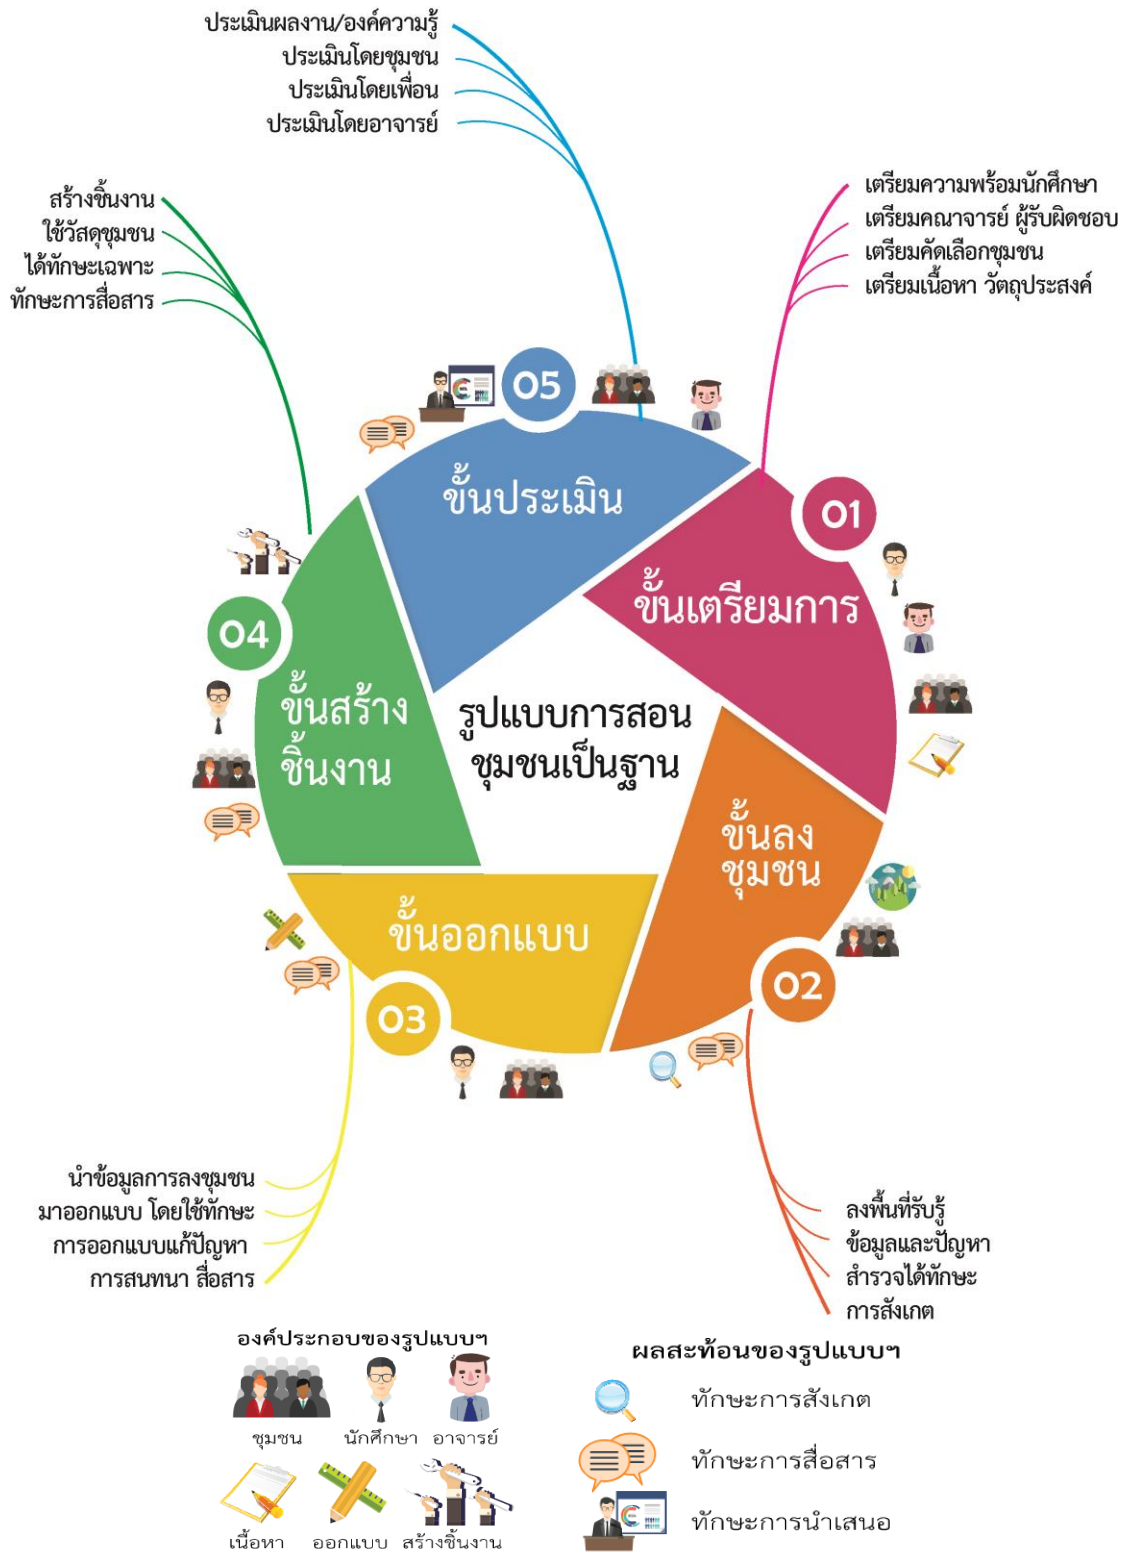 ประเมินผลงาน/องค์ความรู้
ประเมินโดยชุมชน
ประเมินโดยเพื่อน
ประเมินโดยอาจารย์
สร้างชิ้นงาน
ใช้วัสดุชุมชน
ได้ทักษะเฉพาะ
ทักษะการสื่อสาร
เตรียมความพร้อมนักศึกษา
เตรียมคณาจารย์ ผู้รับผิดชอบ
เตรียมคัดเลือกชุมชน
เตรียมเนื้อหา วัตถุประสงค์
05
ขั้นประเมิน
01
ขั้นเตรียมการ
04
ขั้นสร้าง
ชิ้นงาน
รูปแบบการสอน
ชุมชนเป็นฐาน
ขั้นลง
ชุมชน
02
ขั้นออกแบบ
03
นำข้อมูลการลงชุมชน
มาออกแบบ โดยใช้ทักษะ
การออกแบบแก้ปัญหา
การสนทนา สื่อสาร
ลงพื้นที่รับรู้
ข้อมูลและปัญหา
สำรวจได้ทักษะ
การสังเกต
องค์ประกอบของรูปแบบฯ
ชุมชน นักศึกษา อาจารย์
เนื้อหา ออกแบบ สร้างชิ้นงาน
ผลสะท้อนของรูปแบบฯ
ทักษะการสังเกต
ทักษะการสื่อสาร
ทักษะการนำเสนอ